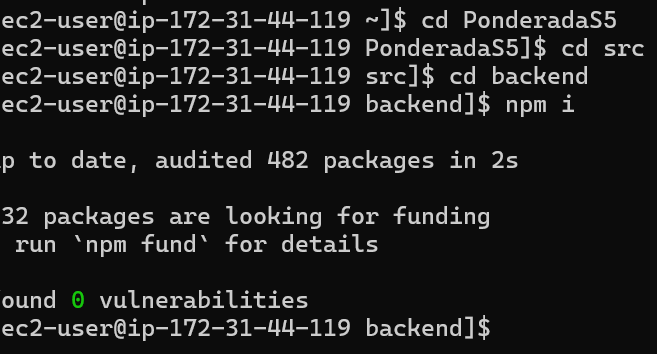 ec2-user@ip-172-31-44-119 ~]$ cd PonderadaS5
ec2-user@ip-172-31-44-119 PonderadaS5]$ cd src
ec2-user@ip-172-31-44-119 src]$ cd backend
ec2-user@ip-172-31-44-119 backend]$ npm i
p to date, audited 482 packages in 2s
32 packages are looking for funding
run `npm fund` for details
ound 0 vulnerabilities
ec2-user@ip-172-31-44-119 backend]$